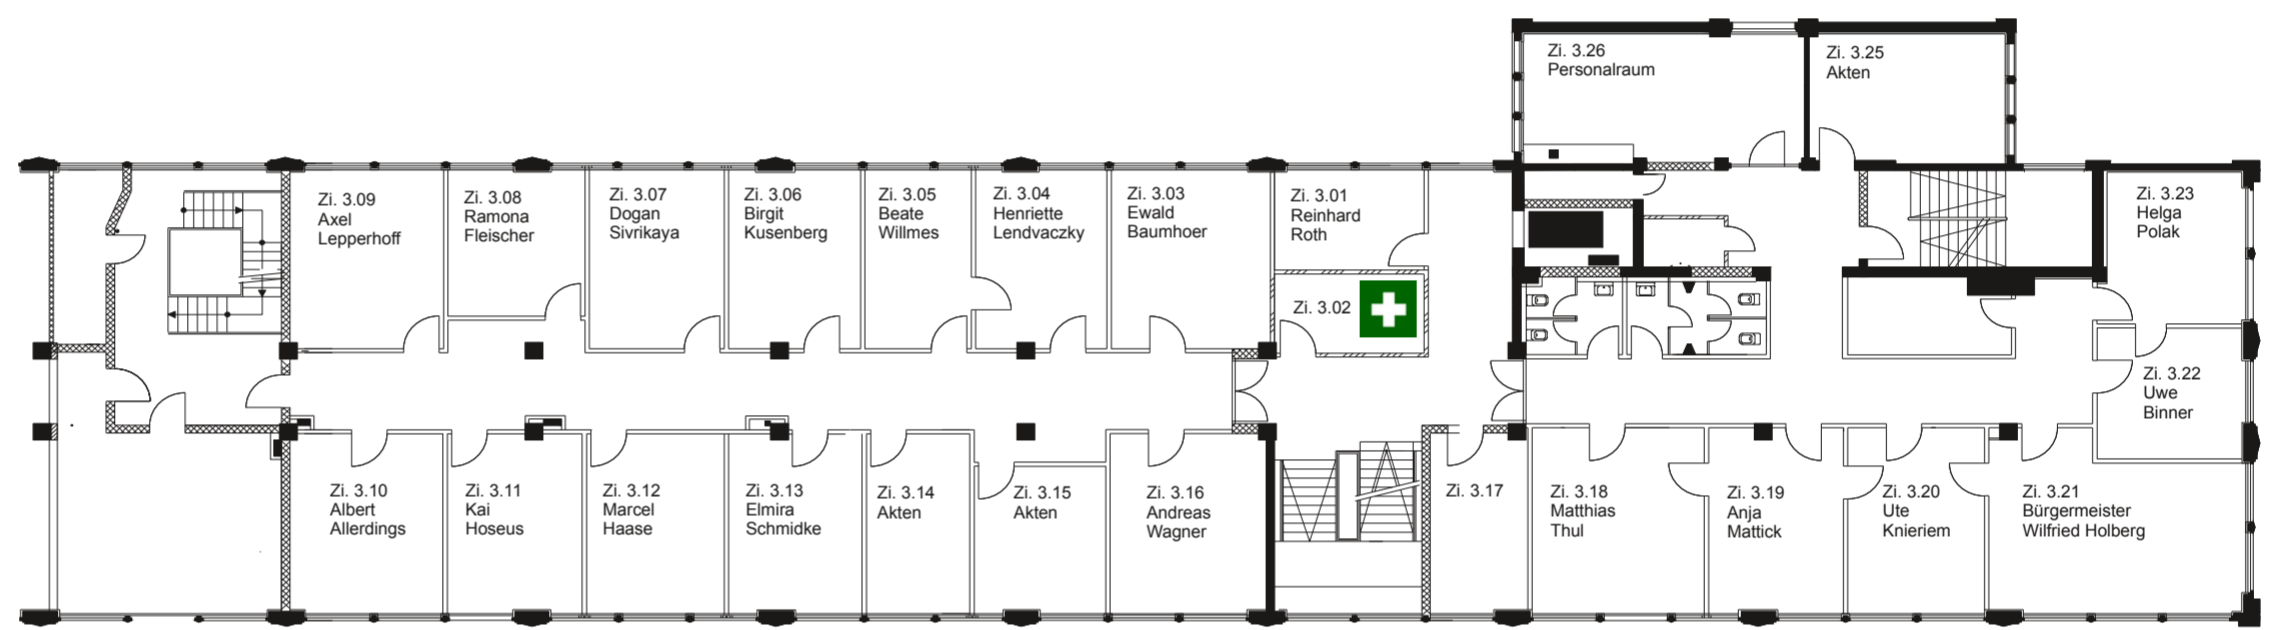 Zi. 3.26
Personalraum
Zi. 3.25
Akten
Zi. 3.09
Axel
Lepperhoff
Zi. 3.08
Ramona
Fleischer
Zi. 3.07
Dogan
Sivrikaya
Zi. 3.06
Birgit
Kusenberg
Zi. 3.05
Beate
Willmes
Zi. 3.04
Henriette
Lendvaczky
Zi. 3.03
Ewald
Baumhoer
Zi. 3.01
Reinhard
Roth
Zi. 3.02
Zi. 3.23
Helga
Polak
Zi. 3.22
Uwe
Binner
Zi. 3.10
Albert
Allerdings
Zi. 3.11
Kai
Hoseus
Zi. 3.12
Marcel
Haase
Zi. 3.13
Elmira
Schmidke
Zi. 3.14
Akten
Zi. 3.15
Akten
Zi. 3.16
Andreas
Wagner
Zi. 3.17
Zi. 3.18
Matthias
Thul
Zi. 3.19
Anja
Mattick
Zi. 3.20
Ute
Knieriem
Zi. 3.21
Bürgermeister
Wilfried Holberg